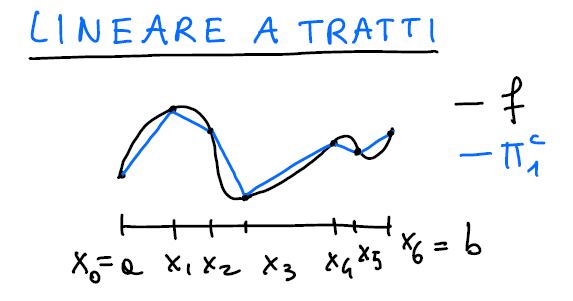 LINEARE A TRATTI
— f
— Π₁ᶜ
x₀ = a x₁ x₂ x₃ x₄ x₅ x₆ = b